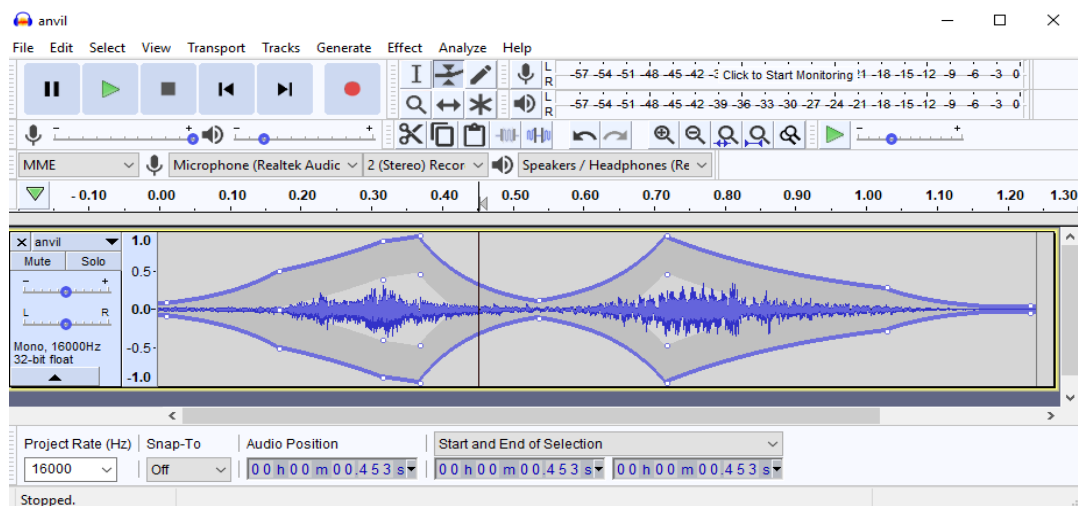 anvil
File Edit Select View Transport Tracks Generate Effect Analyze Help
L R -57 -54 -51 -48 -45 -42 -3 Click to Start Monitoring !1 -18 -15 -12 -9 -6 -3 0
L R -57 -54 -51 -48 -45 -42 -39 -36 -33 -30 -27 -24 -21 -18 -15 -12 -9 -6 -3 0
- + - + - +
MME Microphone (Realtek Audic 2 (Stereo) Recor Speakers / Headphones (Re
- 0.10 0.00 0.10 0.20 0.30 0.40 0.50 0.60 0.70 0.80 0.90 1.00 1.10 1.20 1.30
x anvil 1.0
Mute Solo
- + 0.5-
L R 0.0-
Mono, 16000Hz -0.5-
32-bit float
-1.0
Project Rate (Hz) Snap-To Audio Position Start and End of Selection
16000 Off 00 h 00 m 00.453 s 00 h 00 m 00.453 s 00 h 00 m 00.453 s
Stopped.